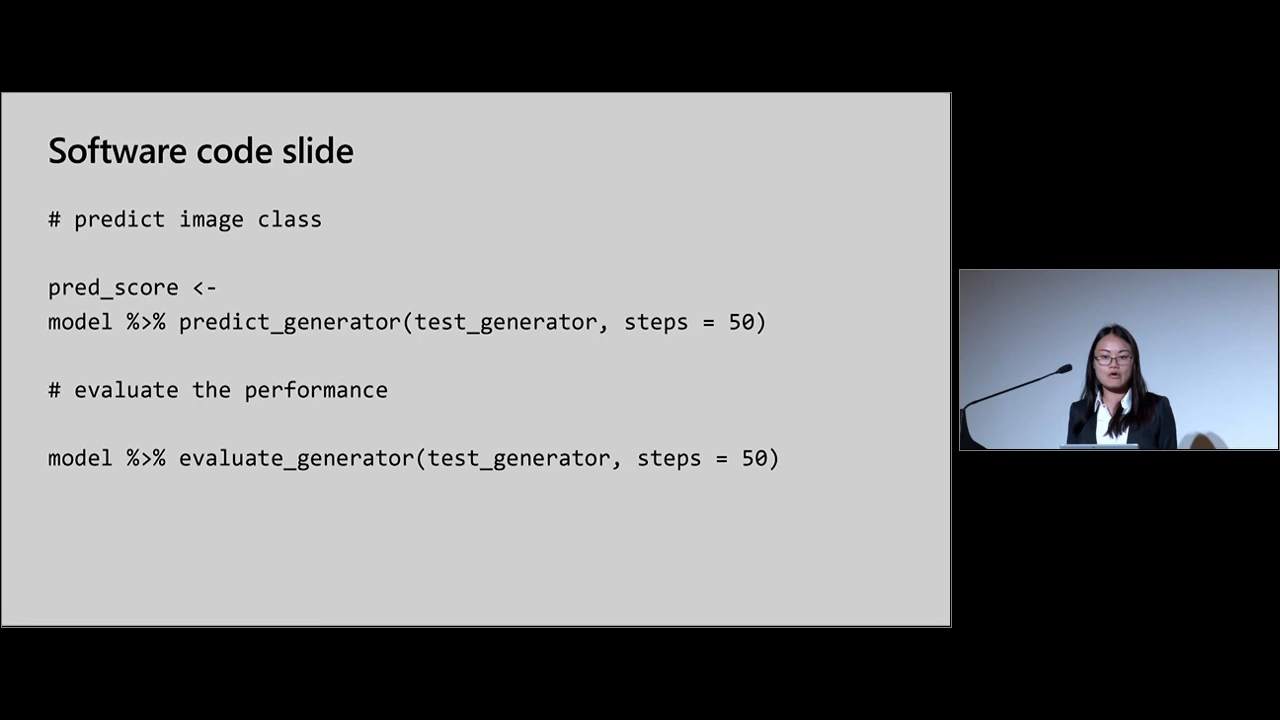 Software code slide
# predict image class
pred_score <-
model %>% predict_generator(test_generator, steps = 50)
# evaluate the performance
model %>% evaluate_generator(test_generator, steps = 50)